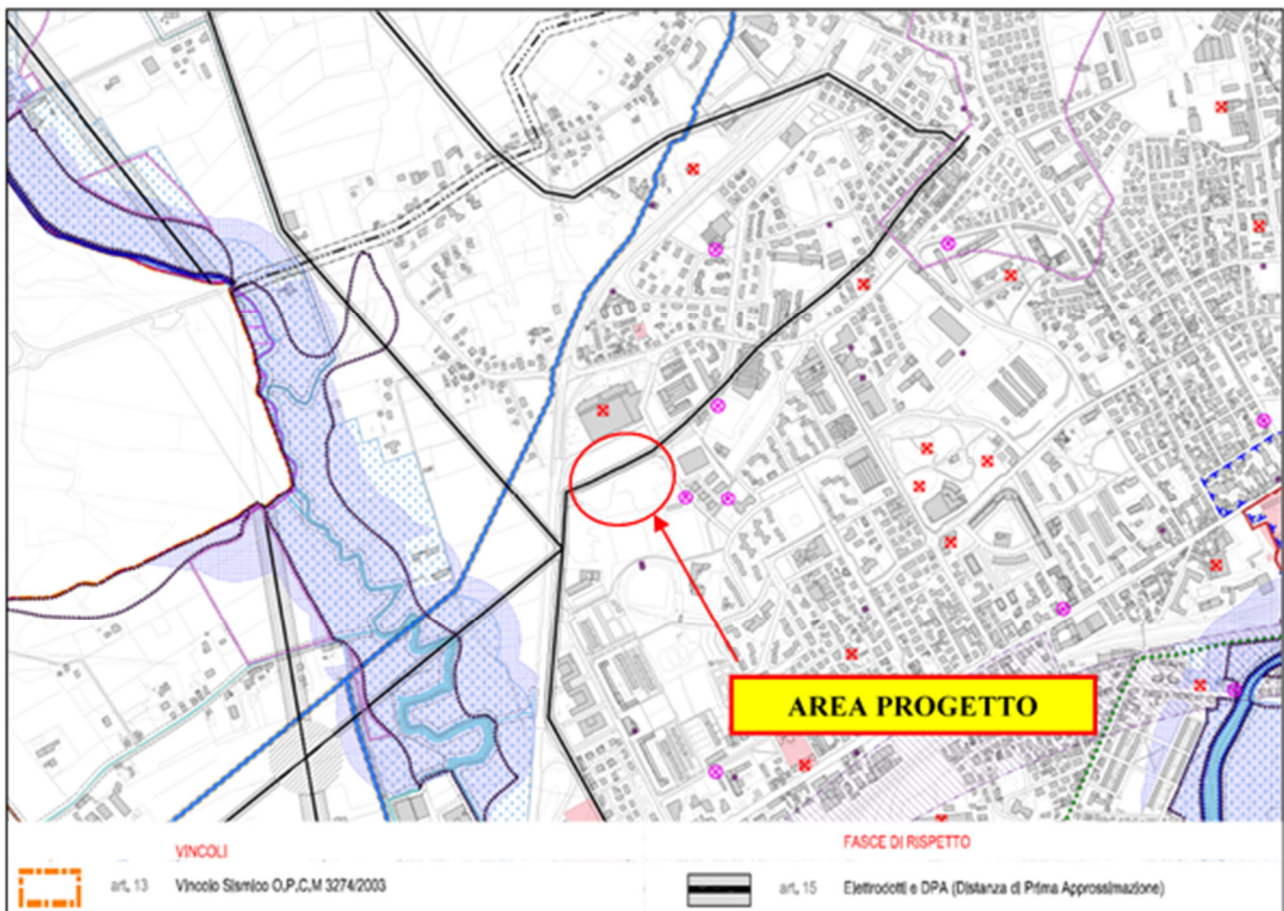 AREA PROGETTO
VINCOLI
FASCE DI RISPETTO
art. 13 Vincolo Sismico O.P.C.M 3274/2003
art. 15 Elettrodotti e DPA (Distanza di Prima Approssimazione)